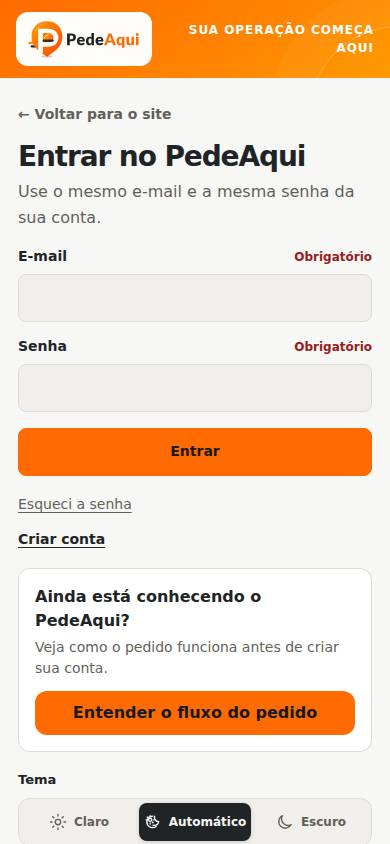 PedeAqui
SUA OPERAÇÃO COMEÇA
AQUI
← Voltar para o site
Entrar no PedeAqui
Use o mesmo e-mail e a mesma senha da
sua conta.
E-mail Obrigatório
Senha Obrigatório
Entrar
Esqueci a senha
Criar conta
Ainda está conhecendo o
PedeAqui?
Veja como o pedido funciona antes de criar
sua conta.
Entender o fluxo do pedido
Tema
Claro Automático Escuro